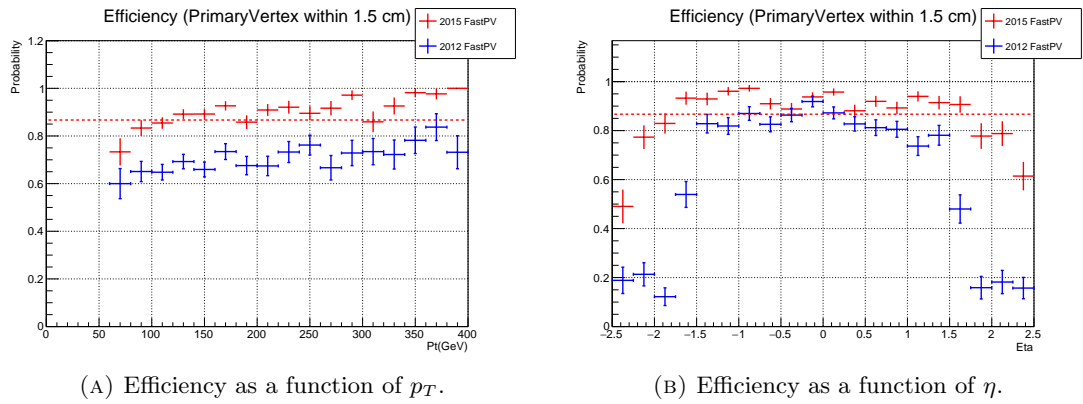 Efficiency (PrimaryVertex within 1.5 cm)
2015 FastPV
2012 FastPV
Probability
1.2
1
0.8
0.6
0.4
0.2
0
0 50 100 150 200 250 300 350 400
Pt(GeV)
(A) Efficiency as a function of p_T.
Efficiency (PrimaryVertex within 1.5 cm)
2015 FastPV
2012 FastPV
Probability
1
0.8
0.6
0.4
0.2
0
−2.5 −2 −1.5 −1 −0.5 0 0.5 1 1.5 2 2.5
Eta
(B) Efficiency as a function of η.